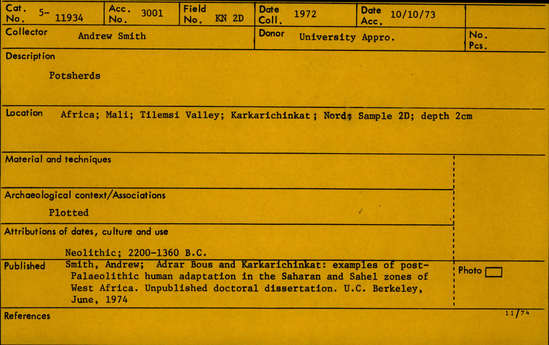 Cat. No. 5-11934 Acc. No. 3001 Field No. KN 2D Date Coll. 1972 Date Acc. 10/10/73
Collector Andrew Smith Donor University Appro. No. Pcs.
Description
Potsherds
Location Africa; Mali; Tilemsi Valley; Karkarichinkat; Nord; Sample 2D; depth 2cm
Material and techniques
Archaeological context/Associations
Plotted
Attributions of dates, culture and use
Neolithic; 2200-1360 B.C.
Published Smith, Andrew; Adrar Bous and Karkarichinkat: examples of post-
Palaeolithic human adaptation in the Saharan and Sahel zones of
West Africa. Unpublished doctoral dissertation. U.C. Berkeley,
June, 1974
Photo
References 11/74